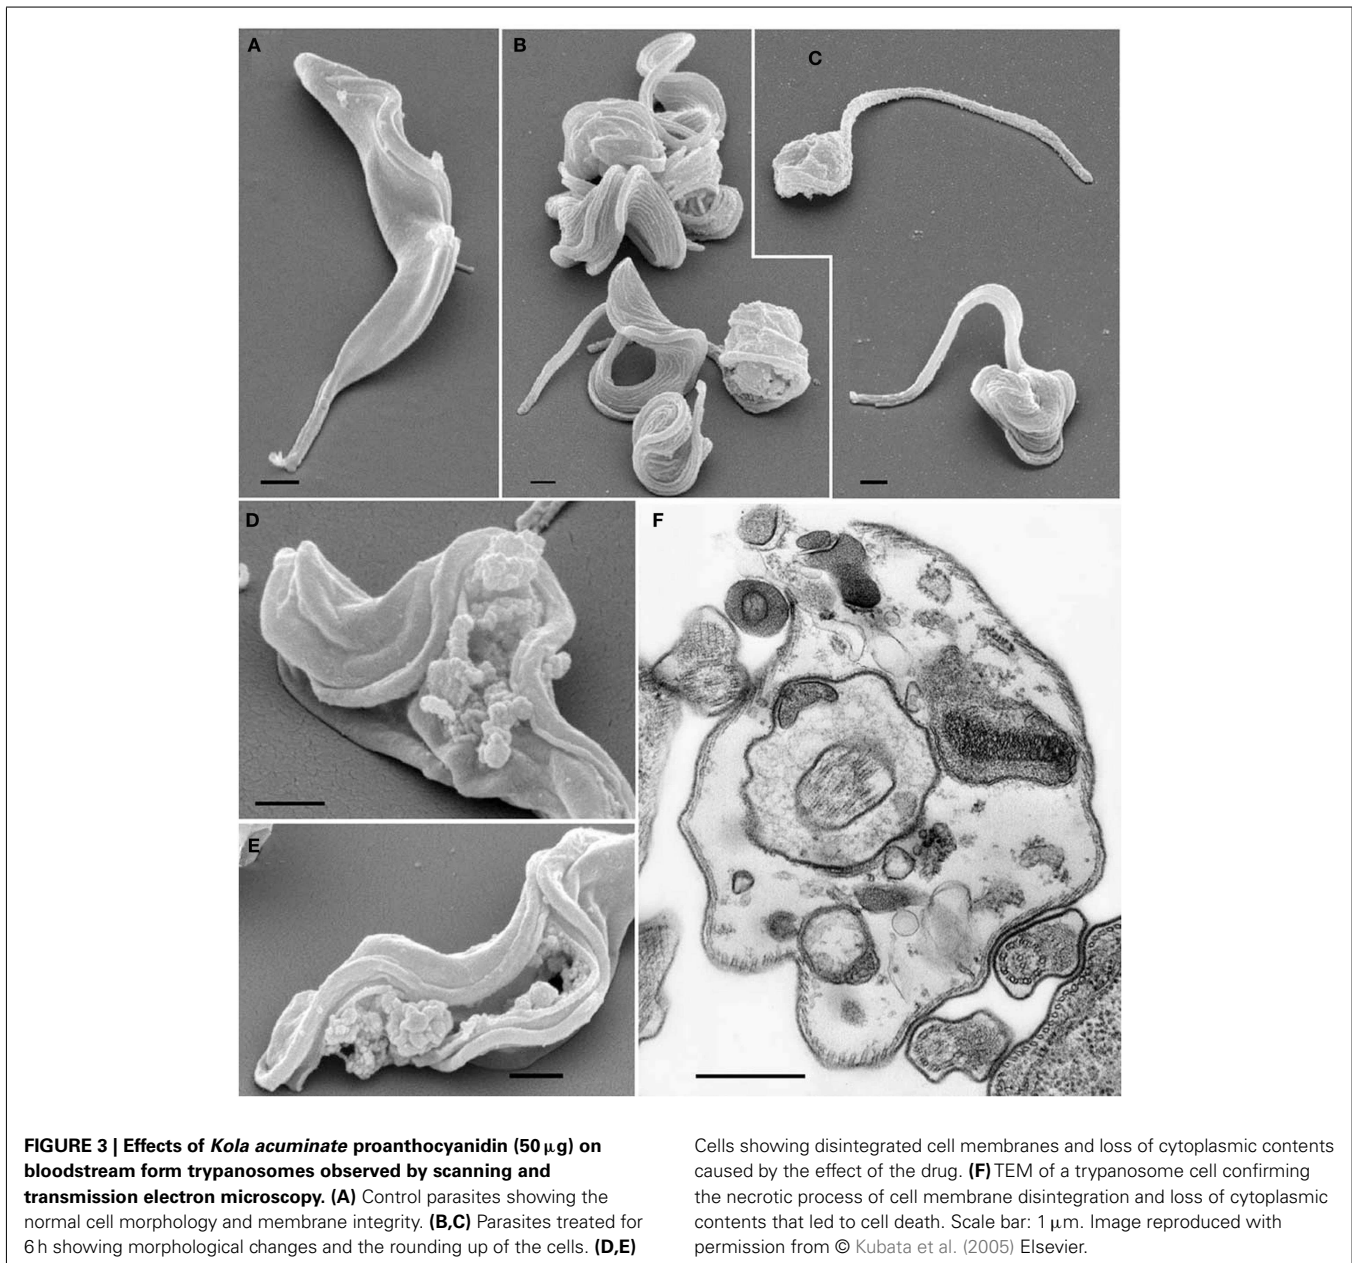 A
B
C
D
F
E
FIGURE 3 | Effects of Kola acuminate proanthocyanidin (50 μg) on
bloodstream form trypanosomes observed by scanning and
transmission electron microscopy. (A) Control parasites showing the
normal cell morphology and membrane integrity. (B,C) Parasites treated for
6 h showing morphological changes and the rounding up of the cells. (D,E)
Cells showing disintegrated cell membranes and loss of cytoplasmic contents
caused by the effect of the drug. (F) TEM of a trypanosome cell confirming
the necrotic process of cell membrane disintegration and loss of cytoplasmic
contents that led to cell death. Scale bar: 1 μm. Image reproduced with
permission from © Kubata et al. (2005) Elsevier.